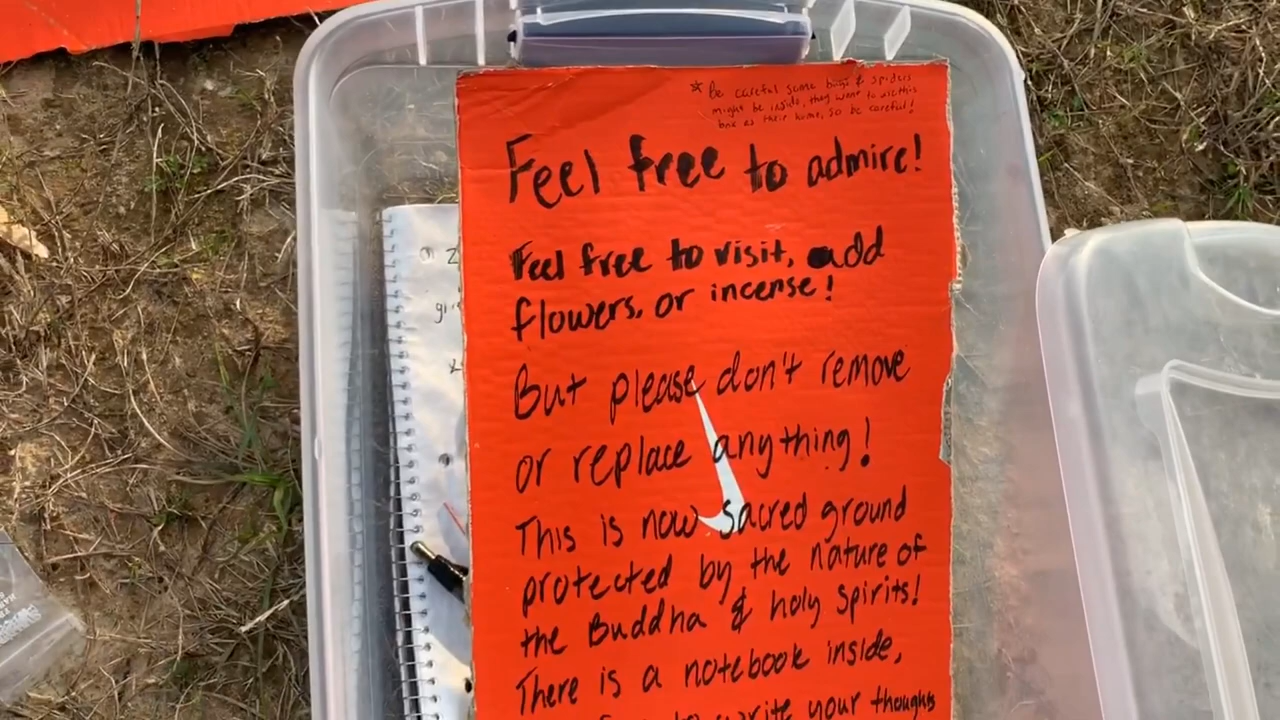 * Be careful some bugs & spiders
might be inside, they want to use this
box as their home, so be careful!
Feel free to admire!
Feel free to visit, add
flowers, or incense!
But please don't remove
or replace anything!
This is now sacred ground
protected by the nature of
the Buddha & holy spirits!
There is a notebook inside,
to write your thoughts